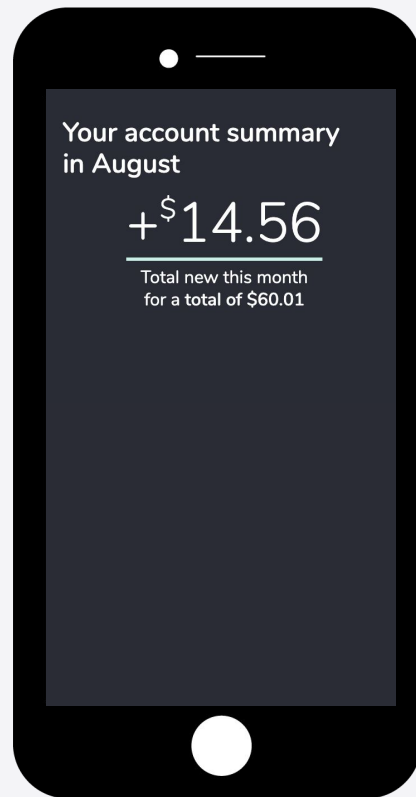 Your account summary
in August
+$14.56
Total new this month
for a total of $60.01